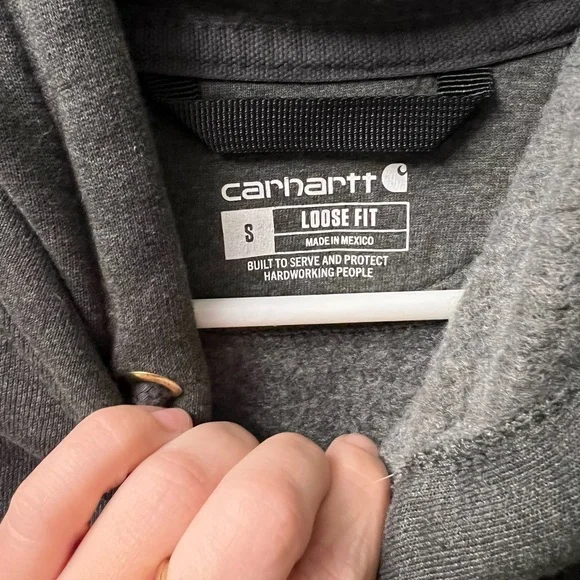 carhartt
S LOOSE FIT
MADE IN MEXICO
BUILT TO SERVE AND PROTECT
HARDWORKING PEOPLE